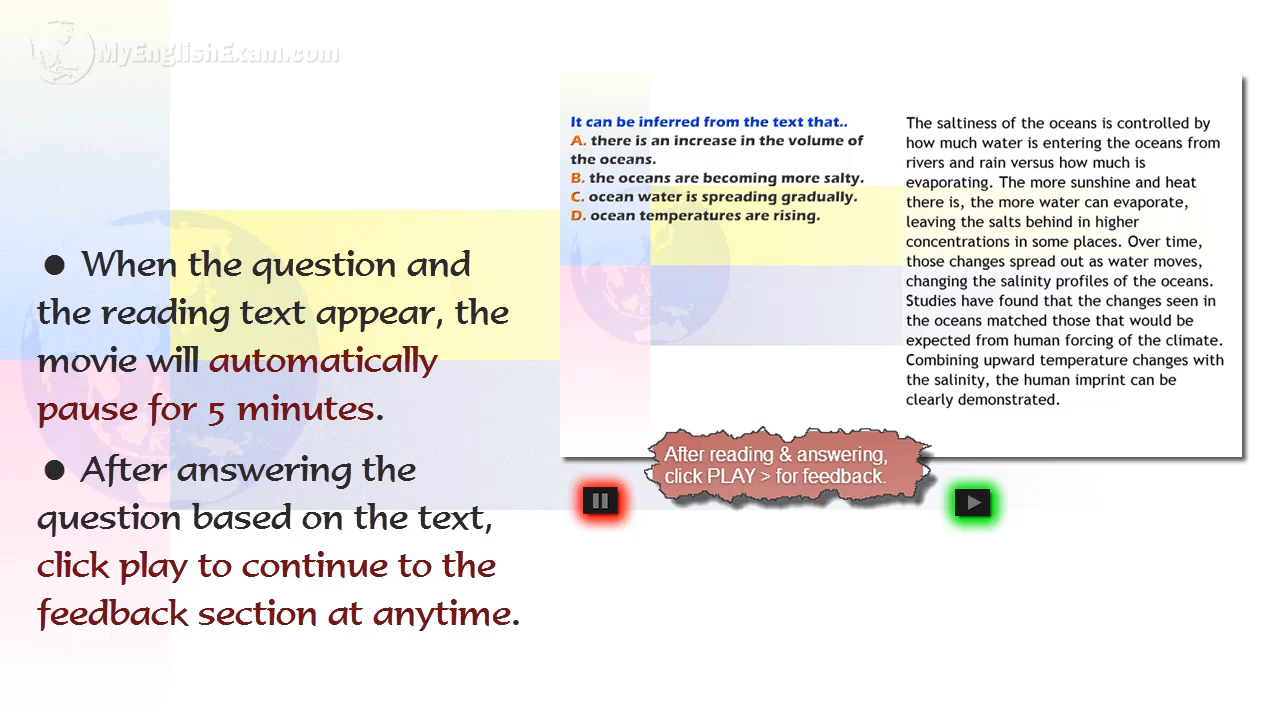 MyEnglishExam.com
● When the question and
the reading text appear, the
movie will automatically
pause for 5 minutes.
● After answering the
question based on the text,
click play to continue to the
feedback section at anytime.
It can be inferred from the text that..
A. there is an increase in the volume of
the oceans.
B. the oceans are becoming more salty.
C. ocean water is spreading gradually.
D. ocean temperatures are rising.
The saltiness of the oceans is controlled by
how much water is entering the oceans from
rivers and rain versus how much is
evaporating. The more sunshine and heat
there is, the more water can evaporate,
leaving the salts behind in higher
concentrations in some places. Over time,
those changes spread out as water moves,
changing the salinity profiles of the oceans.
Studies have found that the changes seen in
the oceans matched those that would be
expected from human forcing of the climate.
Combining upward temperature changes with
the salinity, the human imprint can be
clearly demonstrated.
After reading & answering,
click PLAY > for feedback.